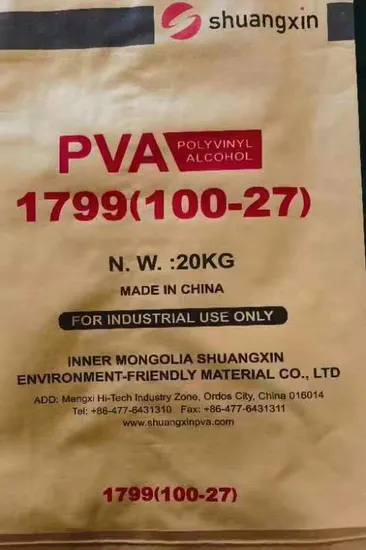 shuangxin
PVA POLYVINYL ALCOHOL
1799(100-27)
N. W. :20KG
MADE IN CHINA
FOR INDUSTRIAL USE ONLY
INNER MONGOLIA SHUANGXIN
ENVIRONMENT-FRIENDLY MATERIAL CO., LTD
ADD: Mengxi Hi-Tech Industry Zone, Ordos City, China 016014
Tel: +86-477-6431310 Fax: +86-477-6431311
www.shuangxinpva.com
1799(100-27)